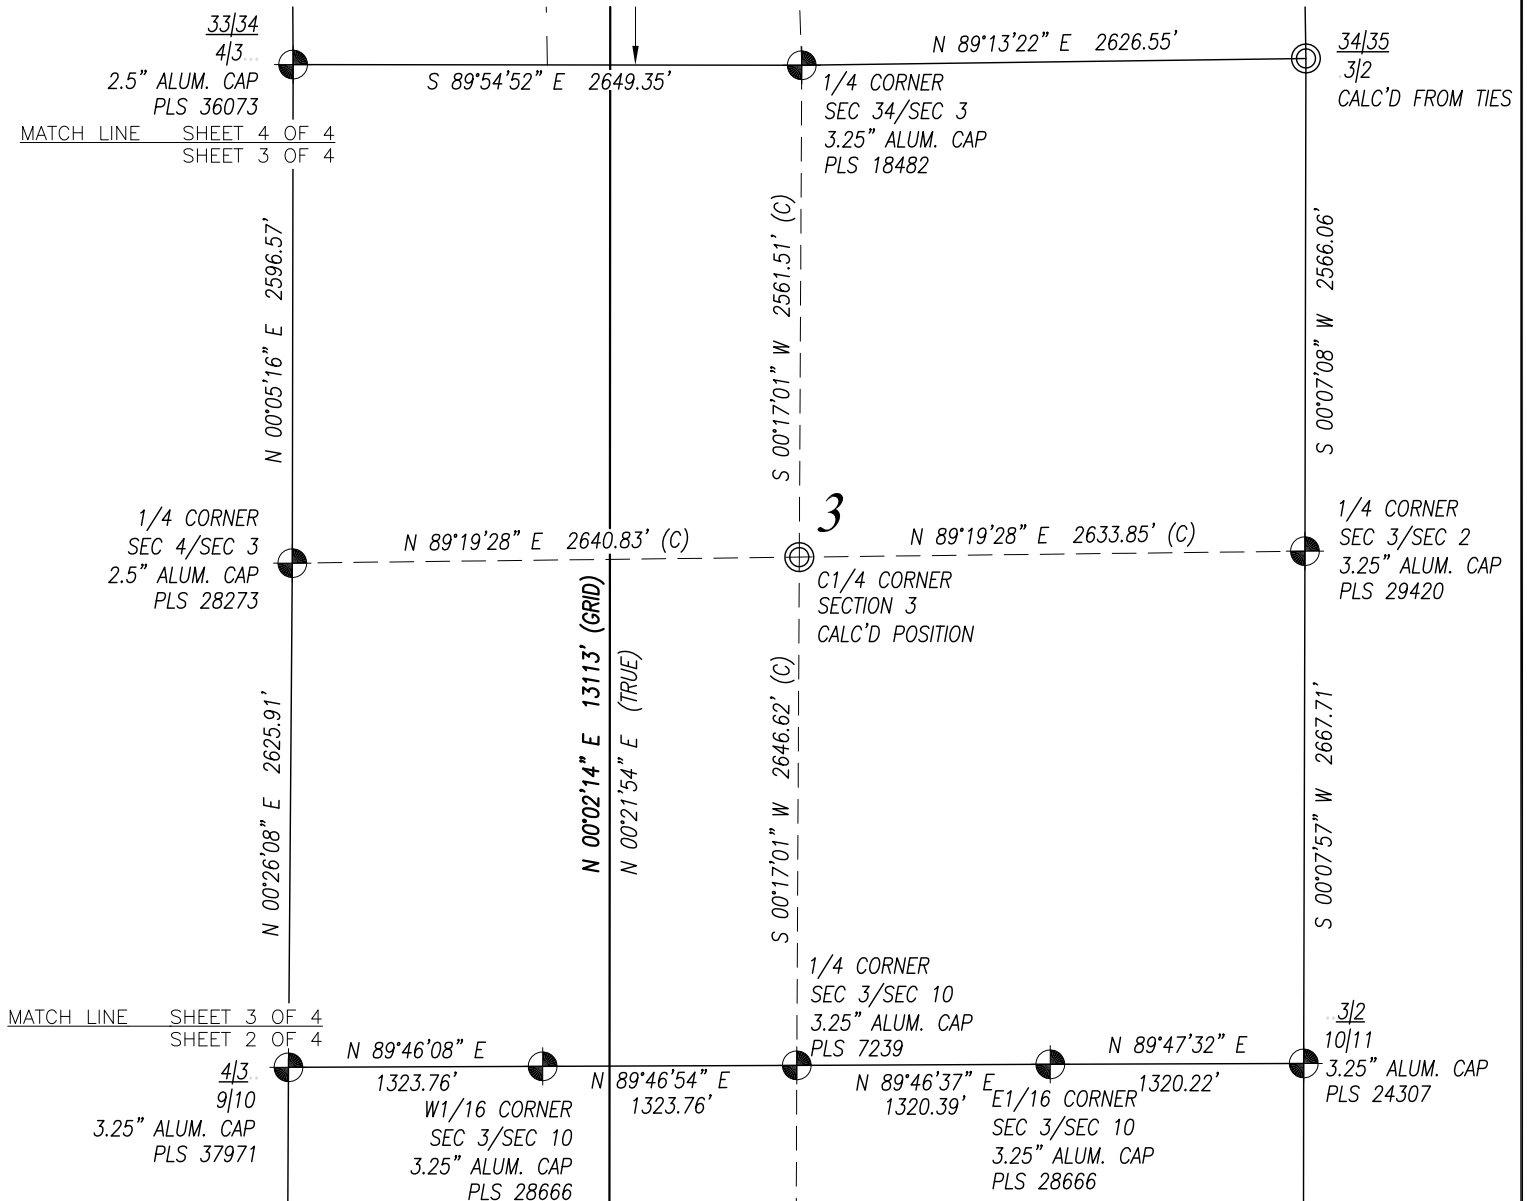 33|34
4|3
2.5" ALUM. CAP
PLS 36073
MATCH LINE SHEET 4 OF 4
SHEET 3 OF 4
S 89°54'52" E 2649.35'
N 89°13'22" E 2626.55'
34|35
3|2
CALC'D FROM TIES
1/4 CORNER
SEC 34/SEC 3
3.25" ALUM. CAP
PLS 18482
N 00°05'16" E 2596.57'
S 00°17'01" W 2561.51' (C)
S 00°07'08" W 2566.06'
1/4 CORNER
SEC 4/SEC 3
2.5" ALUM. CAP
PLS 28273
N 89°19'28" E 2640.83' (C)
3
N 89°19'28" E 2633.85' (C)
1/4 CORNER
SEC 3/SEC 2
3.25" ALUM. CAP
PLS 29420
C1/4 CORNER
SECTION 3
CALC'D POSITION
N 00°26'08" E 2625.91'
N 00°02'14" E 13113' (GRID)
N 00°21'54" E (TRUE)
S 00°17'01" W 2646.62' (C)
S 00°07'57" W 2667.71'
MATCH LINE SHEET 3 OF 4
SHEET 2 OF 4
4|3
9|10
3.25" ALUM. CAP
PLS 37971
N 89°46'08" E
1323.76'
W1/16 CORNER
SEC 3/SEC 10
3.25" ALUM. CAP
PLS 28666
N 89°46'54" E
1323.76'
1/4 CORNER
SEC 3/SEC 10
3.25" ALUM. CAP
PLS 7239
N 89°46'37" E
1320.39'
E1/16 CORNER
SEC 3/SEC 10
3.25" ALUM. CAP
PLS 28666
N 89°47'32" E
1320.22'
3|2
10|11
3.25" ALUM. CAP
PLS 24307